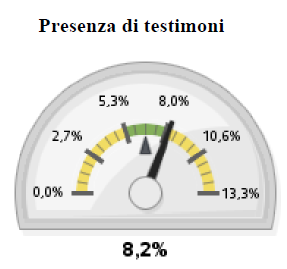 Presenza di testimoni
5,3% 8,0%
2,7% 10,6%
0,0% 13,3%
8,2%